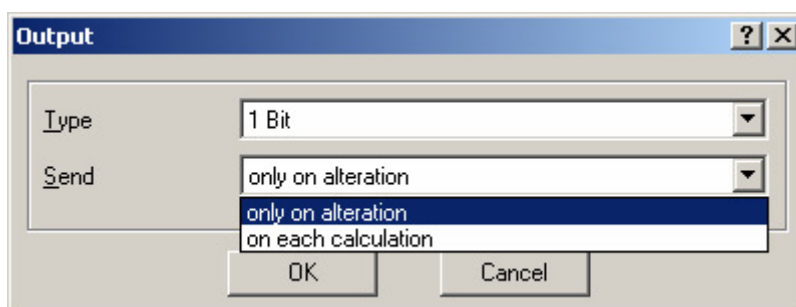 Output
Type 1 Bit
Send only on alteration
only on alteration
on each calculation
OK Cancel